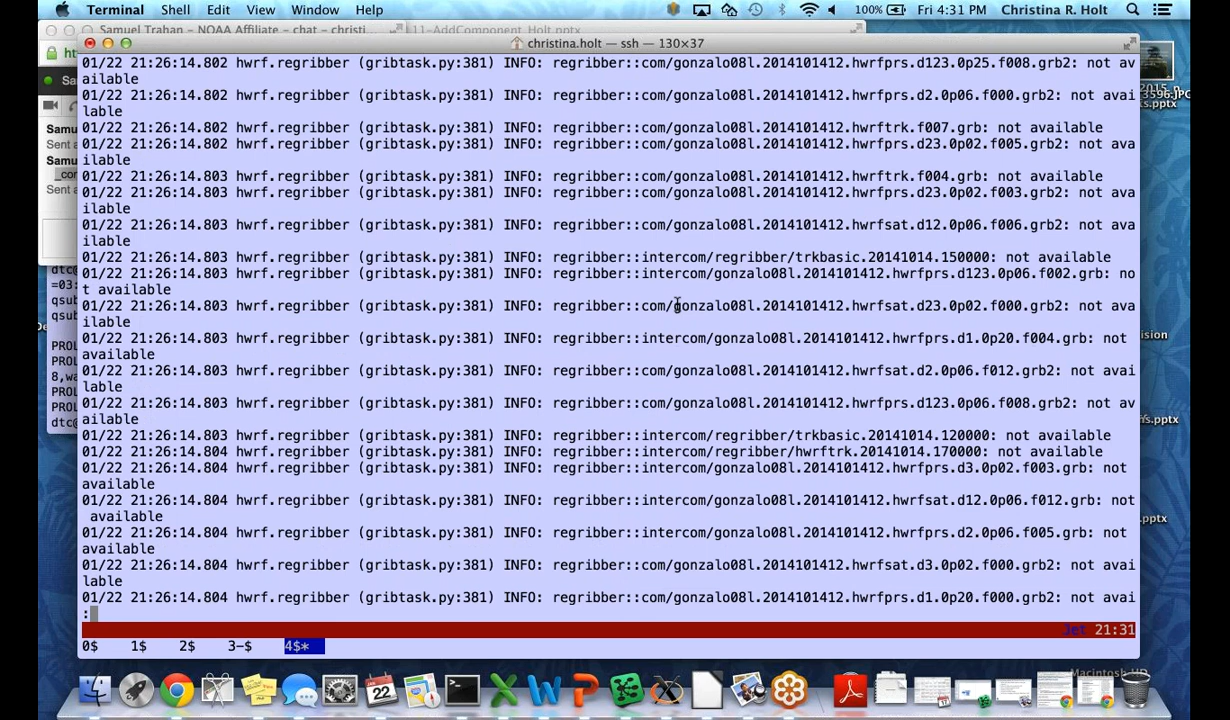 Terminal Shell Edit View Window Help 100% Fri 4:31 PM Christina R. Holt
Samuel Trahan – NOAA Affiliate – chat – christi... 11-AddComponent_Holt.pptx
christina.holt — ssh — 130×37
01/22 21:26:14.802 hwrf.regribber (gribtask.py:381) INFO: regribber::com/gonzalo08l.2014101412.hwrfprs.d123.0p25.f008.grb2: not av
ailable
01/22 21:26:14.802 hwrf.regribber (gribtask.py:381) INFO: regribber::com/gonzalo08l.2014101412.hwrfprs.d2.0p06.f000.grb2: not avai
lable
01/22 21:26:14.802 hwrf.regribber (gribtask.py:381) INFO: regribber::com/gonzalo08l.2014101412.hwrftrk.f007.grb: not available
01/22 21:26:14.802 hwrf.regribber (gribtask.py:381) INFO: regribber::com/gonzalo08l.2014101412.hwrfprs.d23.0p02.f005.grb2: not ava
ilable
01/22 21:26:14.803 hwrf.regribber (gribtask.py:381) INFO: regribber::com/gonzalo08l.2014101412.hwrftrk.f004.grb: not available
01/22 21:26:14.803 hwrf.regribber (gribtask.py:381) INFO: regribber::com/gonzalo08l.2014101412.hwrfprs.d23.0p02.f003.grb2: not ava
ilable
01/22 21:26:14.803 hwrf.regribber (gribtask.py:381) INFO: regribber::com/gonzalo08l.2014101412.hwrfsat.d12.0p06.f006.grb2: not ava
ilable
01/22 21:26:14.803 hwrf.regribber (gribtask.py:381) INFO: regribber::intercom/regribber/trkbasic.20141014.150000: not available
01/22 21:26:14.803 hwrf.regribber (gribtask.py:381) INFO: regribber::intercom/gonzalo08l.2014101412.hwrfprs.d123.0p06.f002.grb: no
t available
01/22 21:26:14.803 hwrf.regribber (gribtask.py:381) INFO: regribber::com/gonzalo08l.2014101412.hwrfsat.d23.0p02.f000.grb2: not ava
ilable
01/22 21:26:14.803 hwrf.regribber (gribtask.py:381) INFO: regribber::intercom/gonzalo08l.2014101412.hwrfprs.d1.0p20.f004.grb: not
available
01/22 21:26:14.803 hwrf.regribber (gribtask.py:381) INFO: regribber::com/gonzalo08l.2014101412.hwrfsat.d2.0p06.f012.grb2: not avai
lable
01/22 21:26:14.803 hwrf.regribber (gribtask.py:381) INFO: regribber::com/gonzalo08l.2014101412.hwrfprs.d123.0p06.f008.grb2: not av
ailable
01/22 21:26:14.803 hwrf.regribber (gribtask.py:381) INFO: regribber::intercom/regribber/trkbasic.20141014.120000: not available
01/22 21:26:14.804 hwrf.regribber (gribtask.py:381) INFO: regribber::intercom/regribber/hwrftrk.20141014.170000: not available
01/22 21:26:14.804 hwrf.regribber (gribtask.py:381) INFO: regribber::intercom/gonzalo08l.2014101412.hwrfprs.d3.0p02.f003.grb: not
available
01/22 21:26:14.804 hwrf.regribber (gribtask.py:381) INFO: regribber::intercom/gonzalo08l.2014101412.hwrfsat.d12.0p06.f012.grb: not
available
01/22 21:26:14.804 hwrf.regribber (gribtask.py:381) INFO: regribber::intercom/gonzalo08l.2014101412.hwrfprs.d2.0p06.f005.grb: not
available
01/22 21:26:14.804 hwrf.regribber (gribtask.py:381) INFO: regribber::com/gonzalo08l.2014101412.hwrfsat.d3.0p02.f000.grb2: not avai
lable
01/22 21:26:14.804 hwrf.regribber (gribtask.py:381) INFO: regribber::com/gonzalo08l.2014101412.hwrfprs.d1.0p20.f000.grb2: not avai
:
Jet 21:31
0$ 1$ 2$ 3-$ 4$*
Macintosh HD